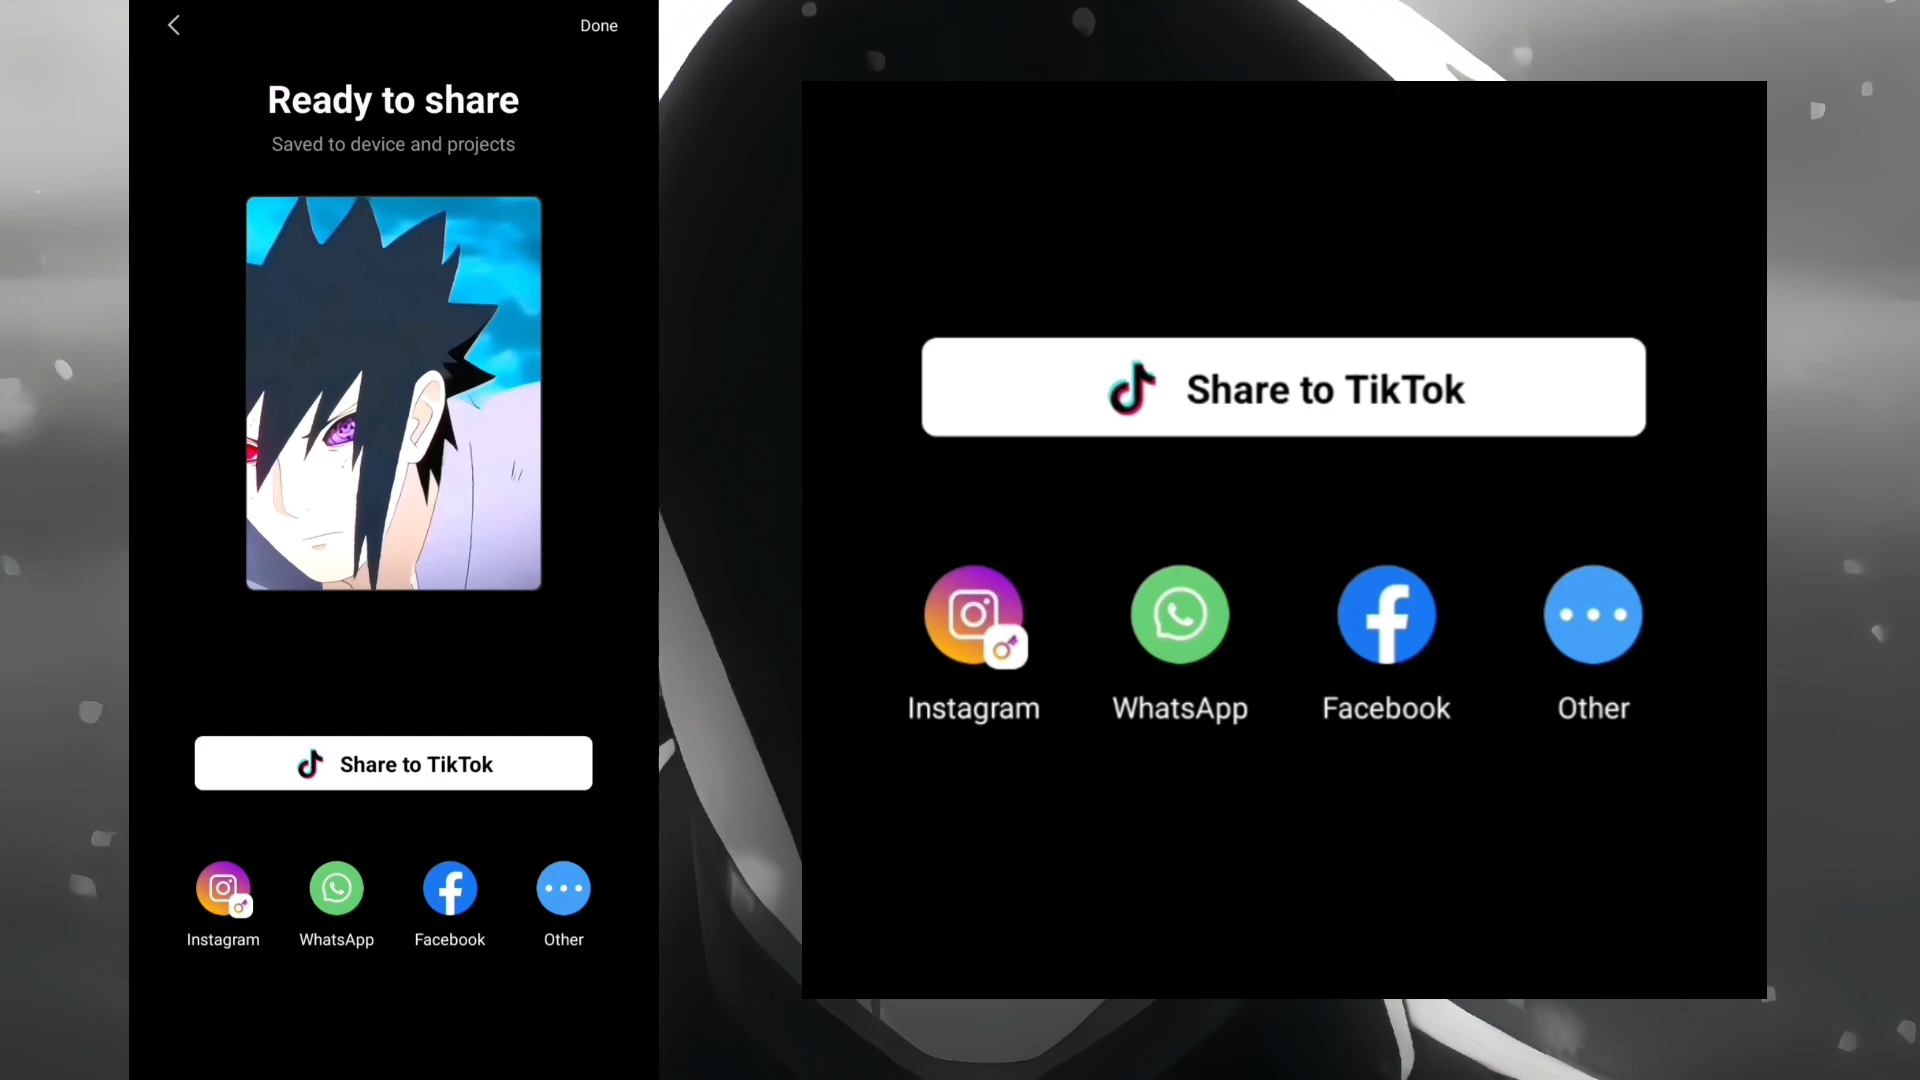 Done
Ready to share
Saved to device and projects
Share to TikTok
Instagram WhatsApp Facebook Other
Share to TikTok
Instagram WhatsApp Facebook Other